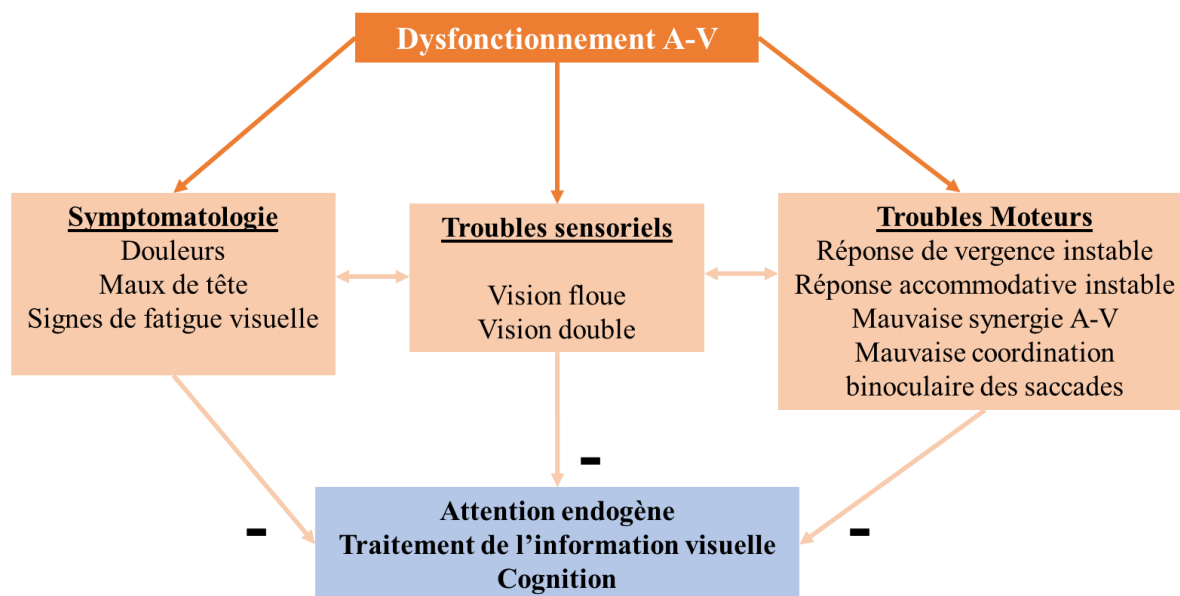 Dysfonctionnement A-V
Symptomatologie
Douleurs
Maux de tête
Signes de fatigue visuelle
Troubles sensoriels
Vision floue
Vision double
Troubles Moteurs
Réponse de vergence instable
Réponse accommodative instable
Mauvaise synergie A-V
Mauvaise coordination
binoculaire des saccades
-
-
-
Attention endogène
Traitement de l’information visuelle
Cognition